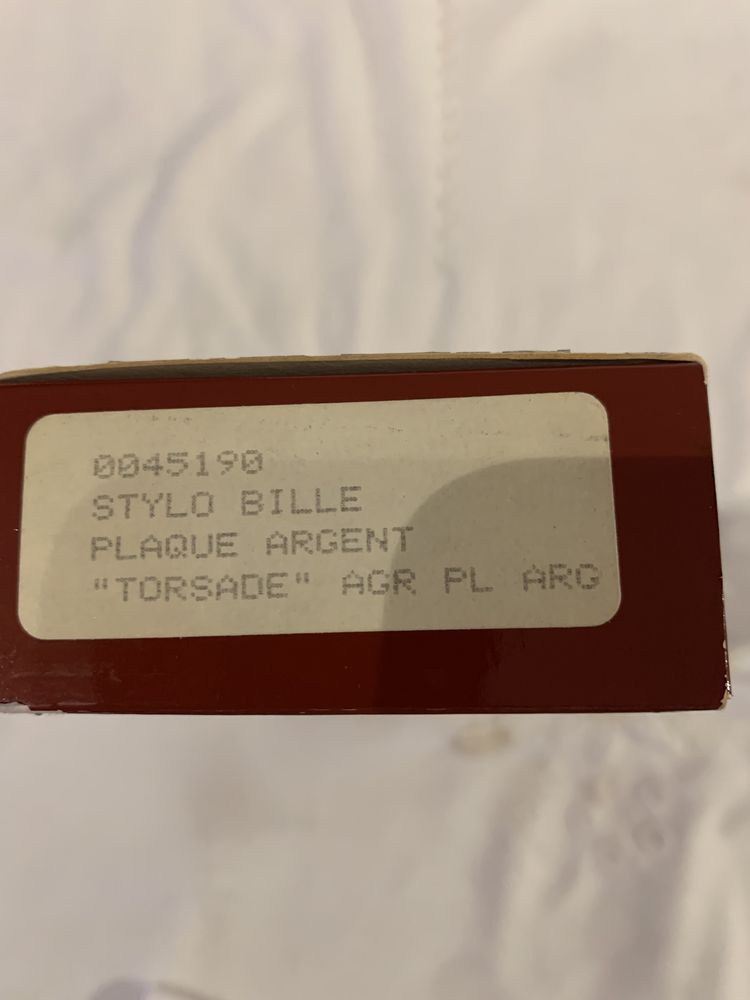 0045190
STYLO BILLE
PLAQUE ARGENT
"TORSADE" AGR PL ARG